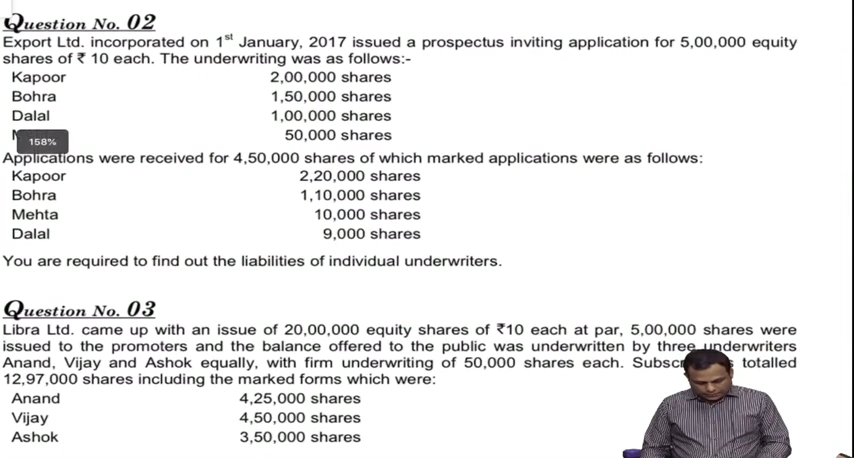 Question No. 02
Export Ltd. incorporated on 1st January, 2017 issued a prospectus inviting application for 5,00,000 equity
shares of ₹ 10 each. The underwriting was as follows:-
Kapoor 2,00,000 shares
Bohra 1,50,000 shares
Dalal 1,00,000 shares
158% 50,000 shares
Applications were received for 4,50,000 shares of which marked applications were as follows:
Kapoor 2,20,000 shares
Bohra 1,10,000 shares
Mehta 10,000 shares
Dalal 9,000 shares
You are required to find out the liabilities of individual underwriters.
Question No. 03
Libra Ltd. came up with an issue of 20,00,000 equity shares of ₹10 each at par, 5,00,000 shares were
issued to the promoters and the balance offered to the public was underwritten by three underwriters
Anand, Vijay and Ashok equally, with firm underwriting of 50,000 shares each. totalled
12,97,000 shares including the marked forms which were:
Anand 4,25,000 shares
Vijay 4,50,000 shares
Ashok 3,50,000 shares